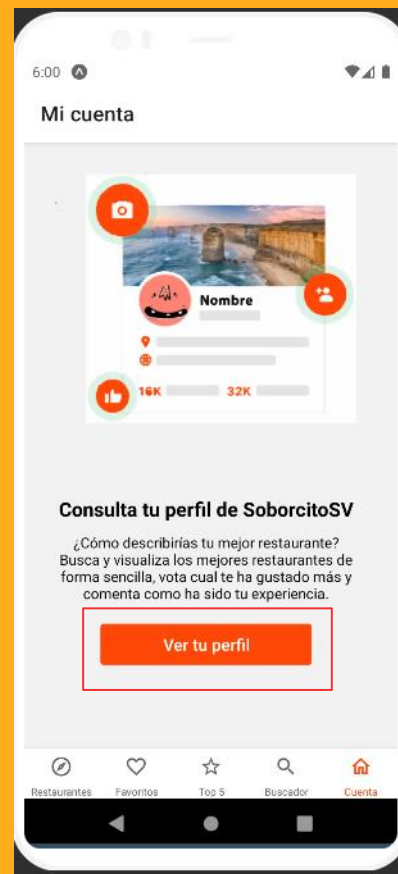 6:00
Mi cuenta
Nombre
16K
32K
Consulta tu perfil de SoborcitoSV
¿Cómo describirías tu mejor restaurante?
Busca y visualiza los mejores restaurantes de
forma sencilla, vota cual te ha gustado más y
comenta como ha sido tu experiencia.
Ver tu perfil
Restaurantes
Favoritos
Top 5
Buscador
Cuenta